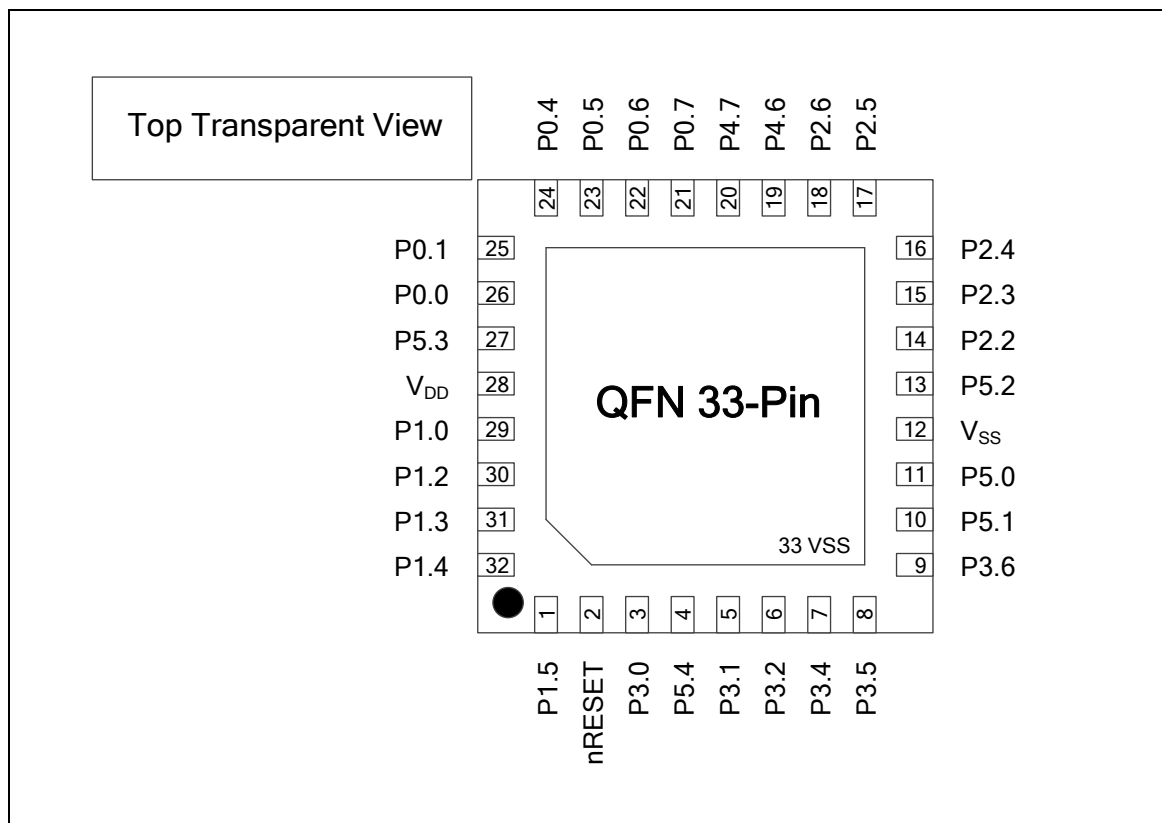 Top Transparent View
P0.4
P0.5
P0.6
P0.7
P4.7
P4.6
P2.6
P2.5
24
23
22
21
20
19
18
17
P0.1 25
P0.0 26
P5.3 27
VDD 28
P1.0 29
P1.2 30
P1.3 31
P1.4 32
16 P2.4
15 P2.3
14 P2.2
13 P5.2
12 VSS
11 P5.0
10 P5.1
9 P3.6
QFN 33-Pin
33 VSS
1
2
3
4
5
6
7
8
P1.5
nRESET
P3.0
P5.4
P3.1
P3.2
P3.4
P3.5